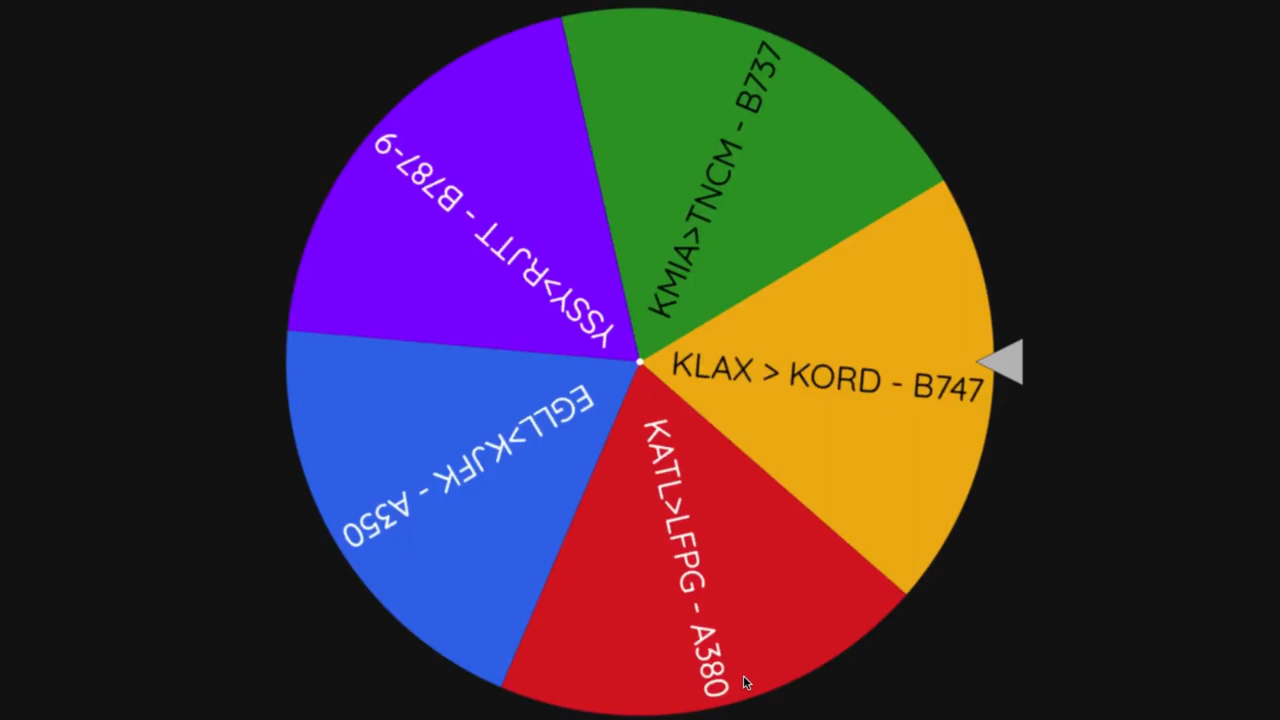 KMIA>TNCM - B737
YSSY>RJTT - B787-9
KLAX > KORD - B747
EGLL>KJFK - A350
KATL>LFPG - A380